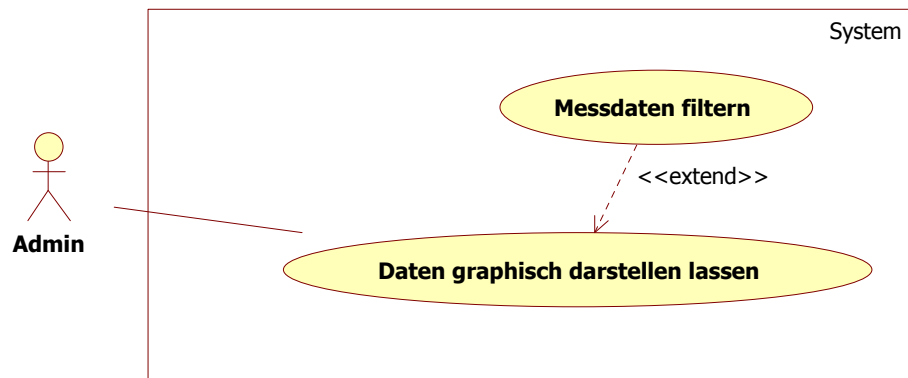 System
Messdaten filtern
<<extend>>
Admin
Daten graphisch darstellen lassen